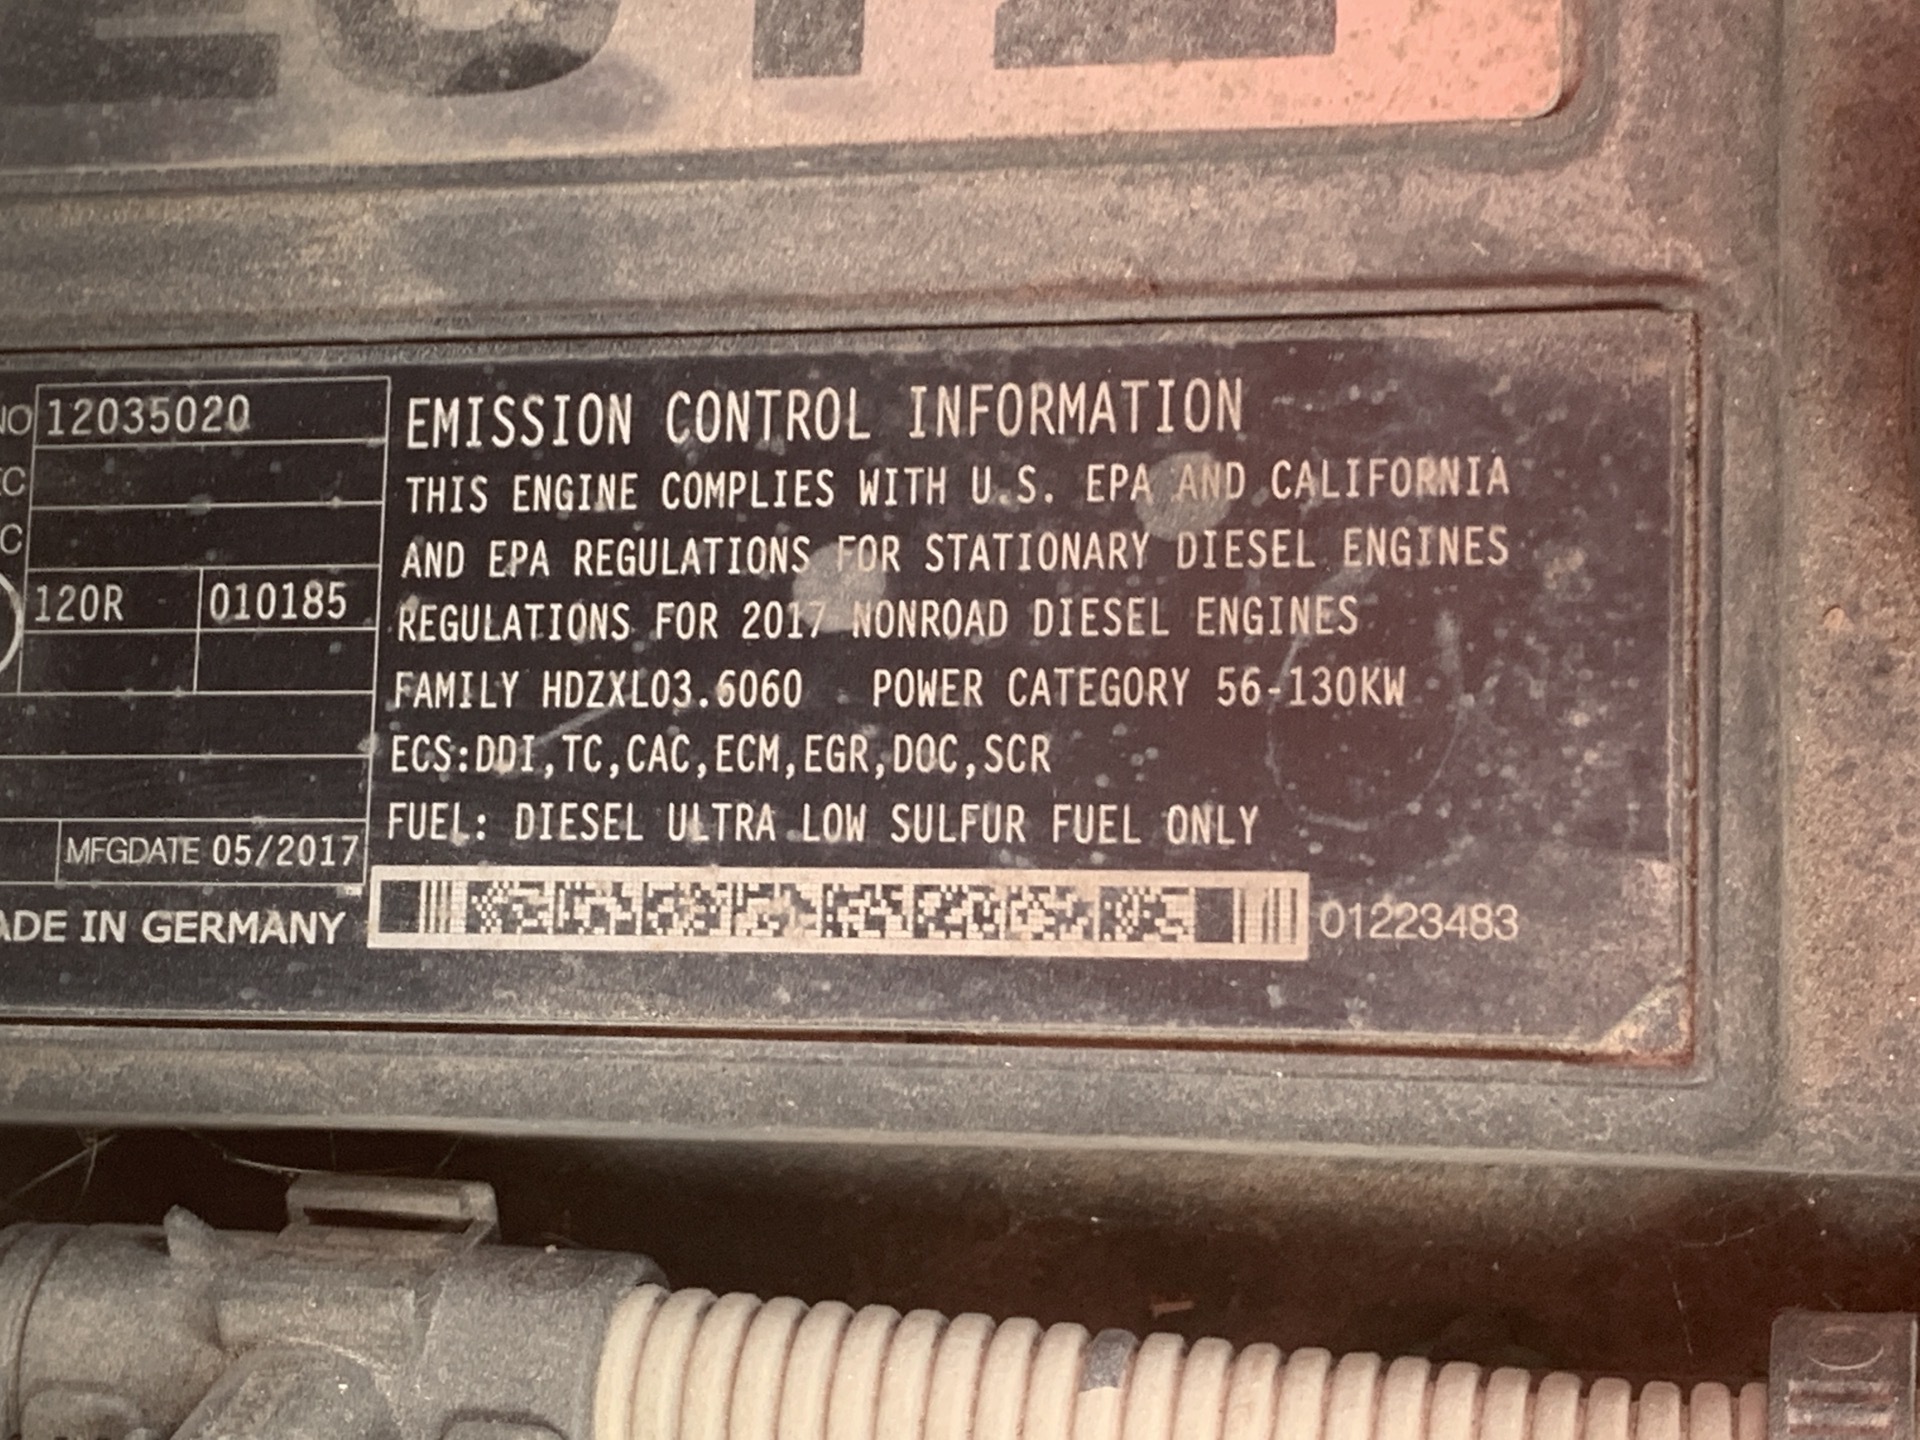 NO 12035020
C
C
120R 010185
MFGDATE 05/2017
MADE IN GERMANY
EMISSION CONTROL INFORMATION
THIS ENGINE COMPLIES WITH U.S. EPA AND CALIFORNIA
AND EPA REGULATIONS FOR STATIONARY DIESEL ENGINES
REGULATIONS FOR 2017 NONROAD DIESEL ENGINES
FAMILY HDZXL03.6060 POWER CATEGORY 56-130KW
ECS:DDI,TC,CAC,ECM,EGR,DOC,SCR
FUEL: DIESEL ULTRA LOW SULFUR FUEL ONLY
01223483